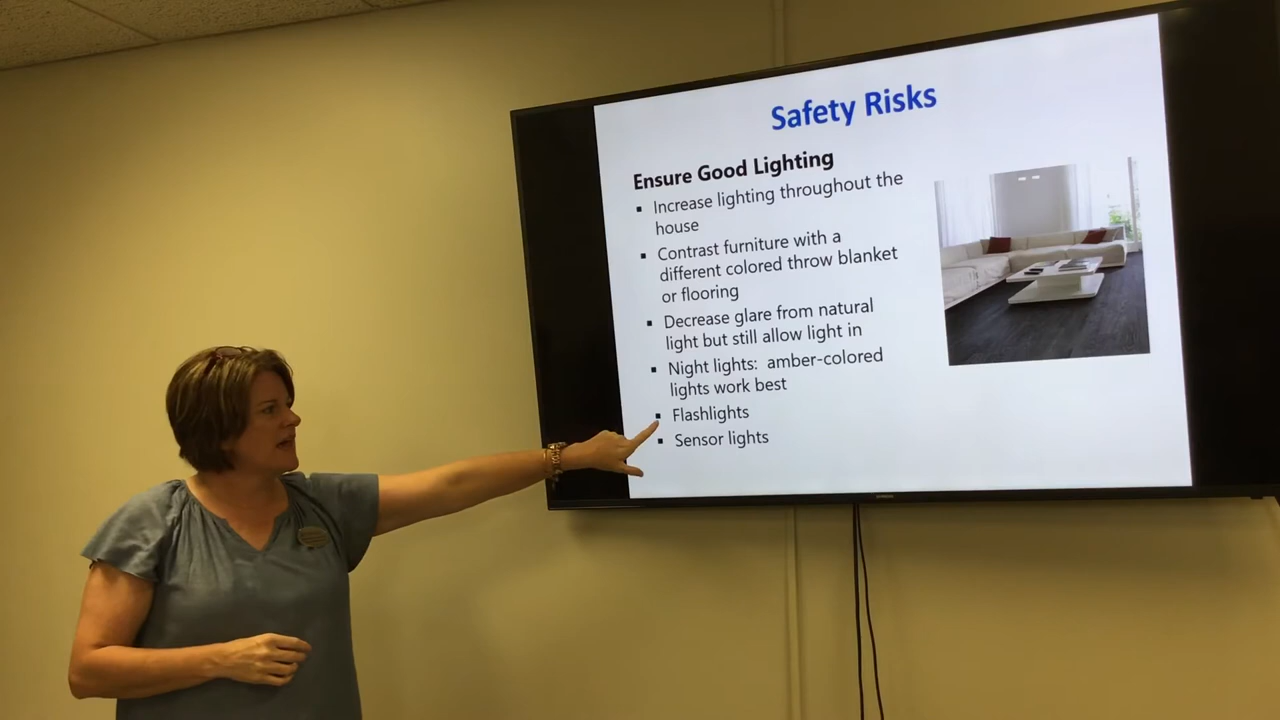 Safety Risks
Ensure Good Lighting
▪ Increase lighting throughout the
house
▪ Contrast furniture with a
different colored throw blanket
or flooring
▪ Decrease glare from natural
light but still allow light in
▪ Night lights: amber-colored
lights work best
▪ Flashlights
▪ Sensor lights